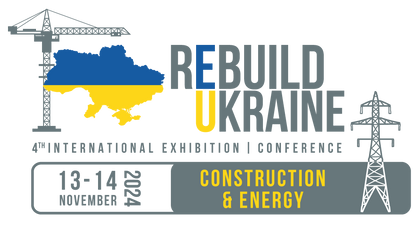 REBUILD
UKRAINE
4TH INTERNATIONAL EXHIBITION | CONFERENCE
13-14
NOVEMBER
2024
CONSTRUCTION
& ENERGY